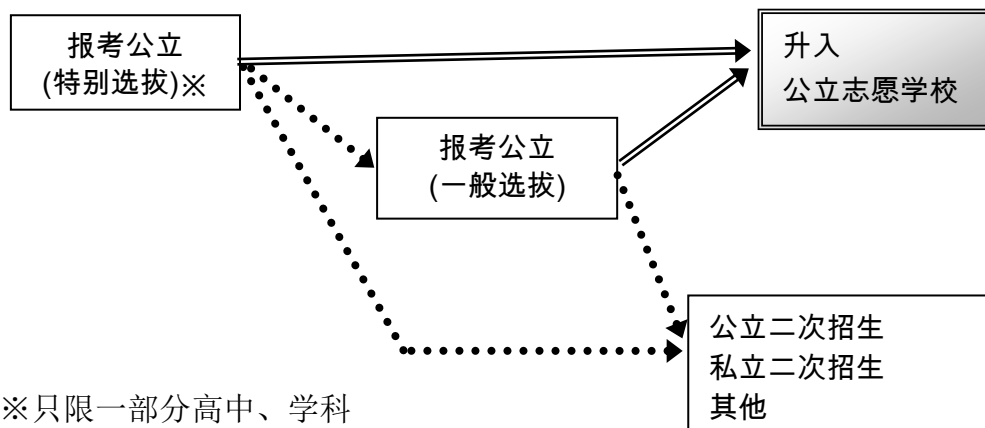 报考公立
(特别选拔)※
升入
公立志愿学校
报考公立
(一般选拔)
公立二次招生
私立二次招生
其他
※只限一部分高中、学科